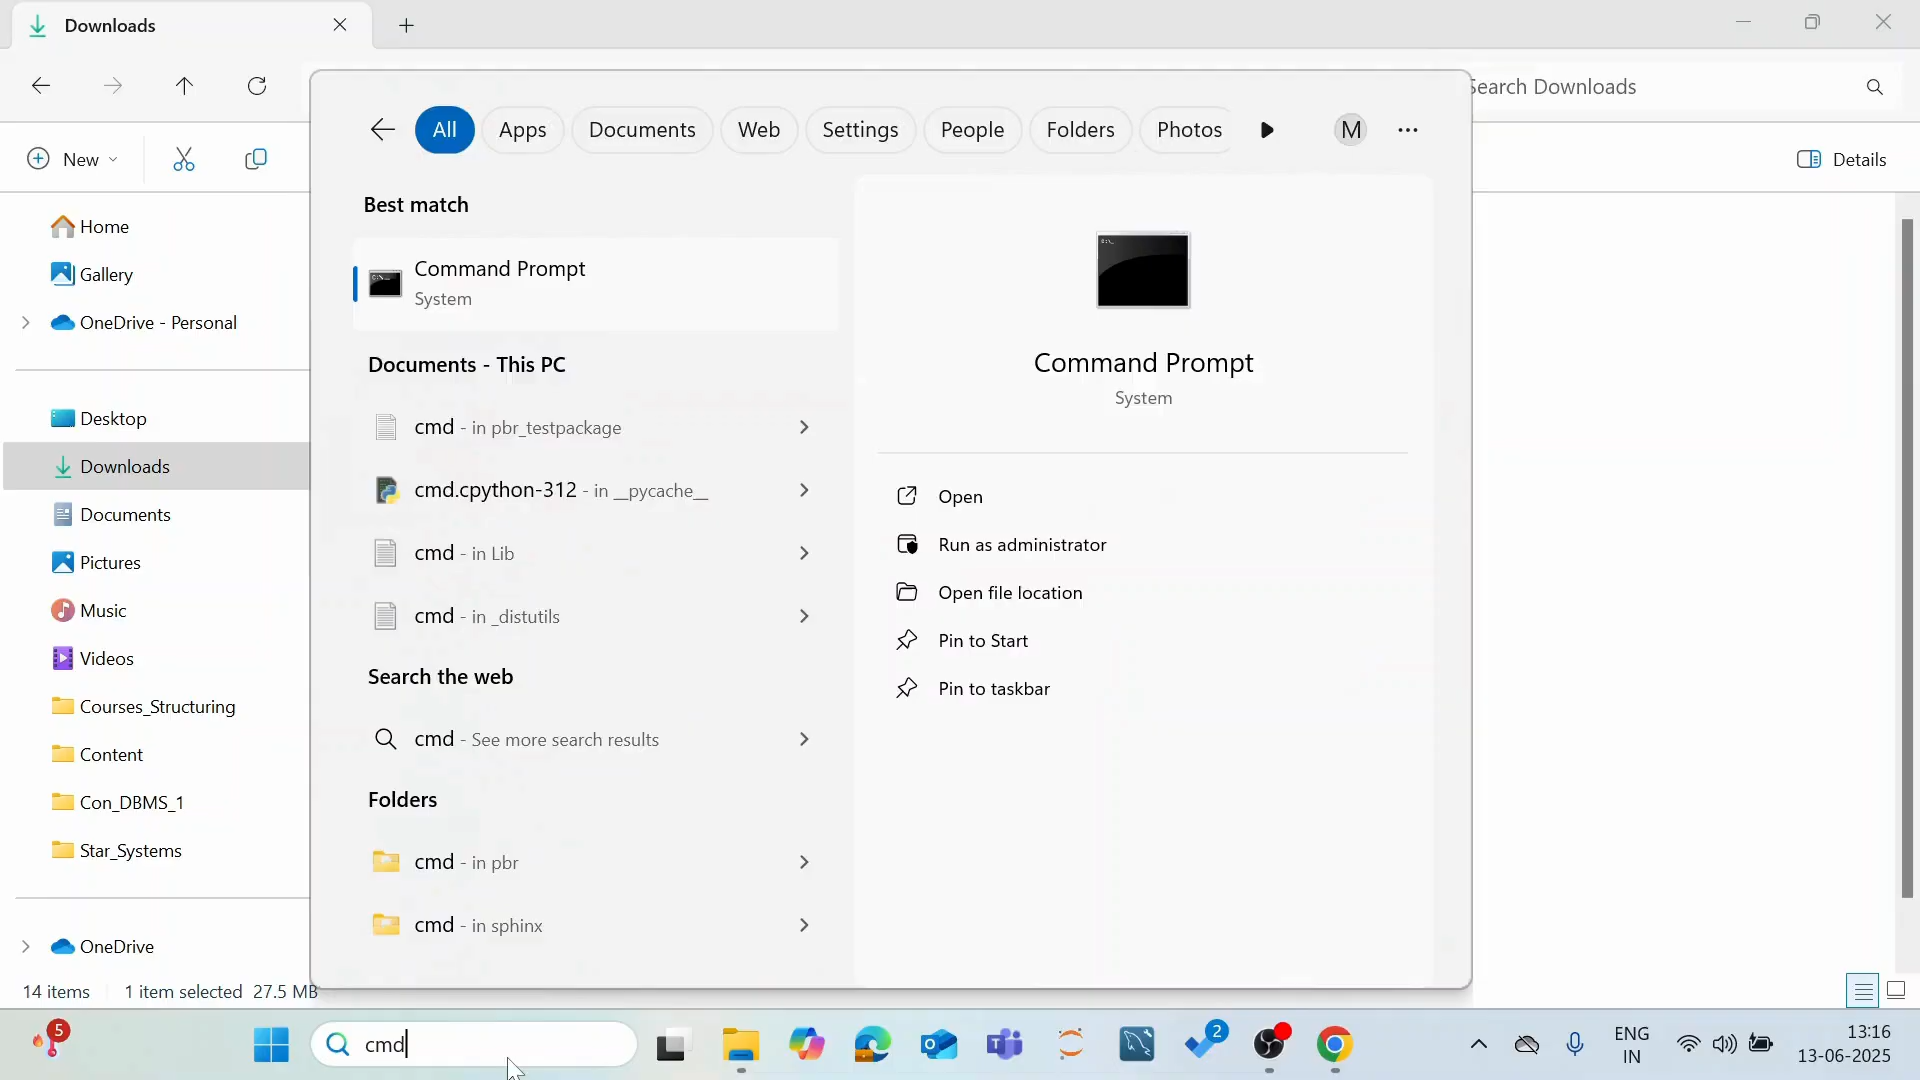 Downloads
Search Downloads
New
Details
All
Apps
Documents
Web
Settings
People
Folders
Photos
M
Home
Gallery
OneDrive - Personal
Desktop
Downloads
Documents
Pictures
Music
Videos
Courses_Structuring
Content
Con_DBMS_1
Star_Systems
OneDrive
14 items
1 item selected 27.5 MB
Best match
Command Prompt
System
Documents - This PC
cmd - in pbr_testpackage
cmd.cpython-312 - in __pycache__
cmd - in Lib
cmd - in _distutils
Search the web
cmd - See more search results
Folders
cmd - in pbr
cmd - in sphinx
Command Prompt
System
Open
Run as administrator
Open file location
Pin to Start
Pin to taskbar
5
cmd
2
ENG
IN
13:16
13-06-2025